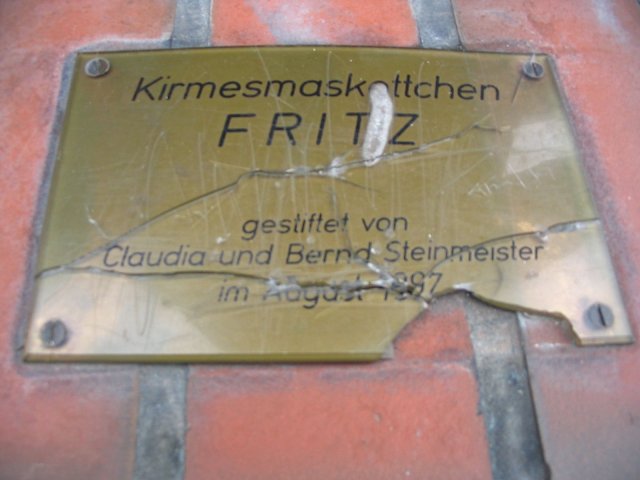 Kirmesmaskottchen
FRITZ
gestiftet von
Claudia und Bernd Steinmeister
im August 1997